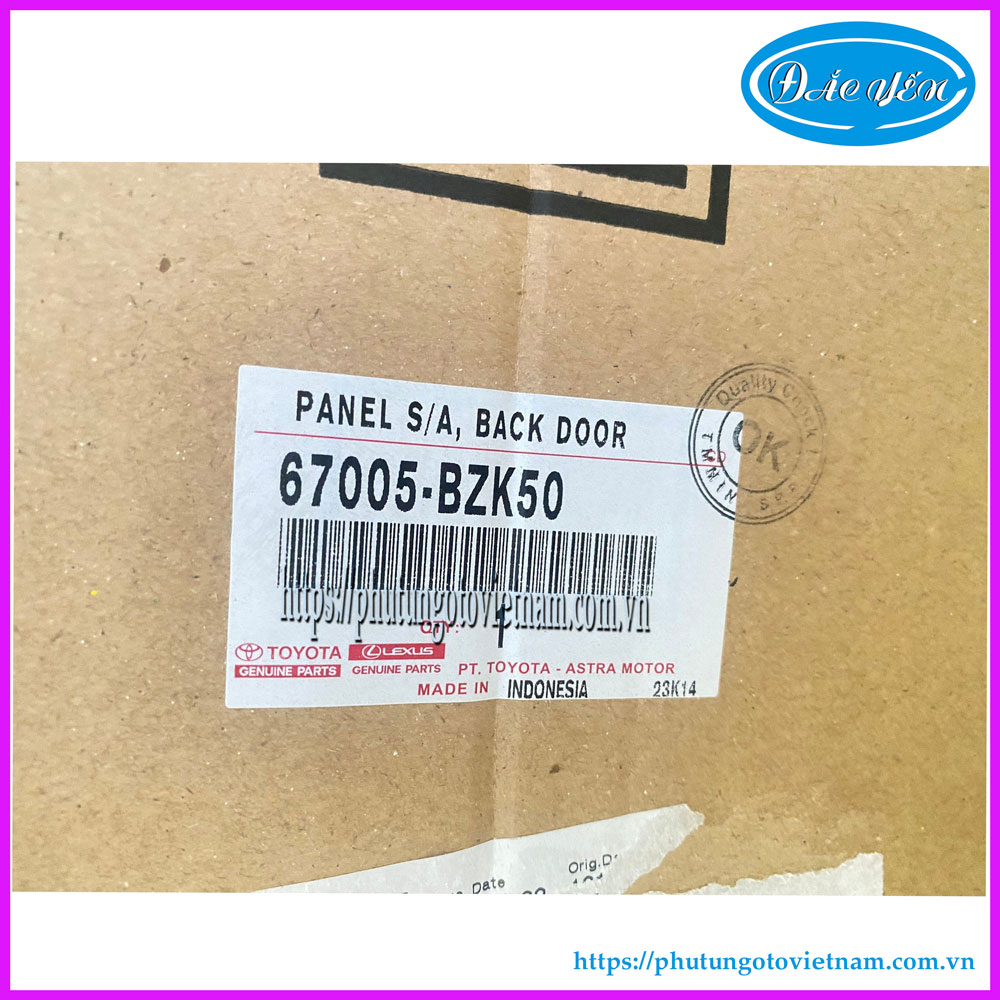 ĐẮC YẾN
PANEL S/A, BACK DOOR
67005-BZK50
https://phutungotovietnam.com.vn
QTY: 1
TOYOTA
GENUINE PARTS
LEXUS
GENUINE PARTS
PT. TOYOTA - ASTRA MOTOR
MADE IN INDONESIA
23K14
Quality
OK
TMMIN
Date
Orig.D
https://phutungotovietnam.com.vn